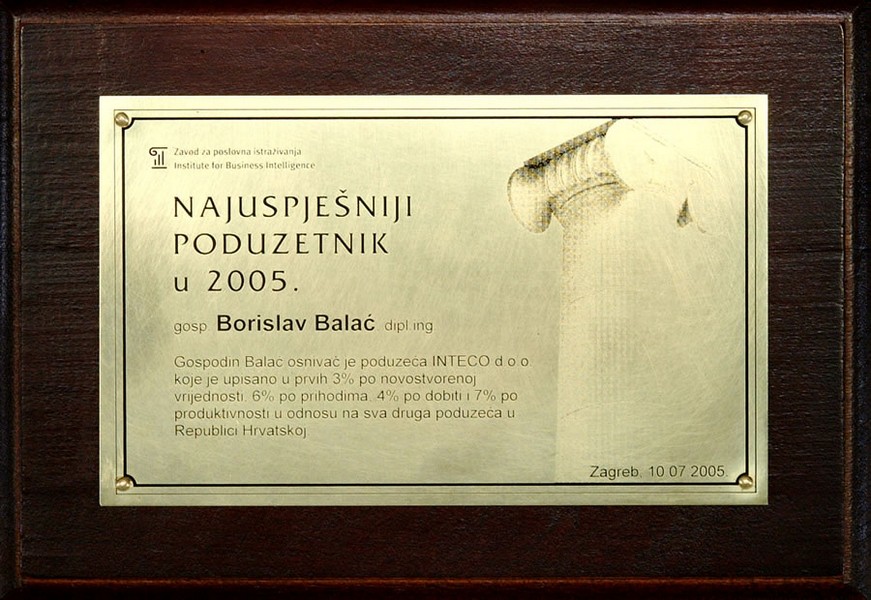 Zavod za poslovna istraživanja
Institute for Business Intelligence
NAJUSPJEŠNIJI
PODUZETNIK
u 2005.
gosp Borislav Balać dipl.ing
Gospodin Balac osnivač je poduzeća INTECO d.o.o.
koje je upisano u prvih 3% po novostvorenoj
vrijednosti, 6% po prihodima, 4% po dobiti i 7% po
produktivnosti u odnosu na sva druga poduzeća u
Republici Hrvatskoj.
Zagreb, 10.07.2005.